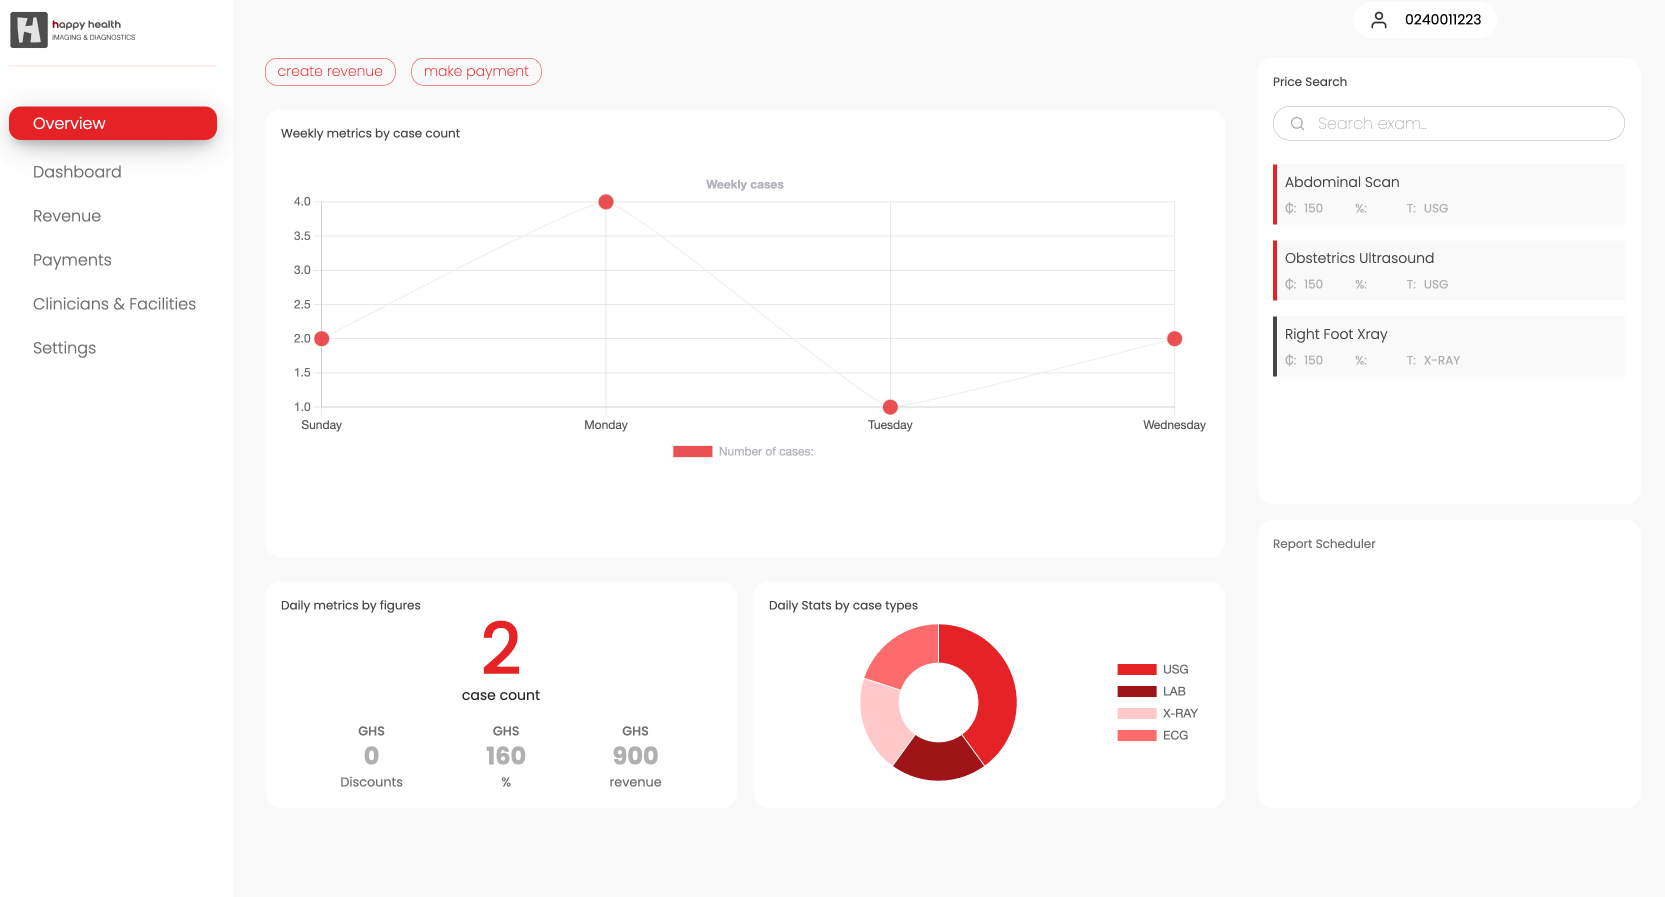 happy health
IMAGING & DIAGNOSTICS
0240011223
Overview
Dashboard
Revenue
Payments
Clinicians & Facilities
Settings
create revenue
make payment
Weekly metrics by case count
Weekly cases
4.0
3.5
3.0
2.5
2.0
1.5
1.0
Sunday Monday Tuesday Wednesday
Number of cases:
Daily metrics by figures
2
case count
GHS GHS GHS
0 160 900
Discounts % revenue
Daily Stats by case types
USG
LAB
X-RAY
ECG
Price Search
Search exam...
Abdominal Scan
₵: 150 %: T: USG
Obstetrics Ultrasound
₵: 150 %: T: USG
Right Foot Xray
₵: 150 %: T: X-RAY
Report Scheduler